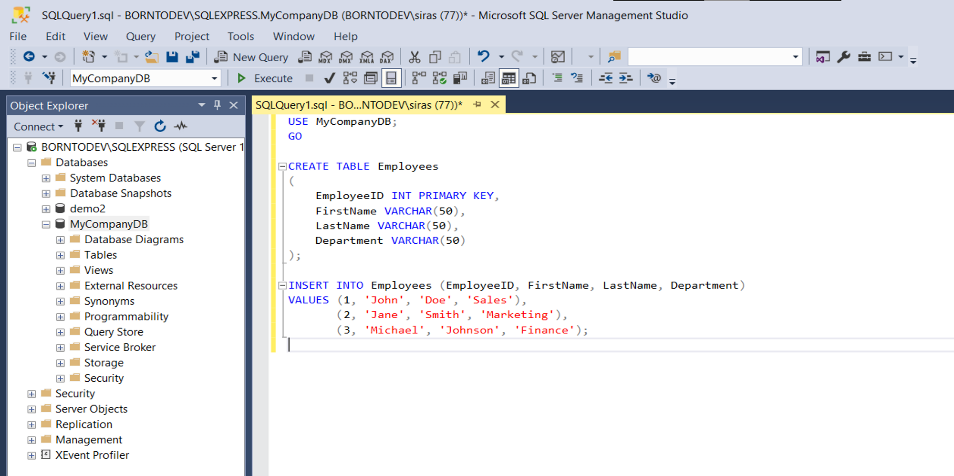 SQLQuery1.sql - BORNTODEV\SQLEXPRESS.MyCompanyDB (BORNTODEV\siras (77))* - Microsoft SQL Server Management Studio
File Edit View Query Project Tools Window Help
New Query MDX DMX XMLA DAX
MyCompanyDB Execute
Object Explorer
SQLQuery1.sql - BO...NTODEV\siras (77))*
Connect
BORNTODEV\SQLEXPRESS (SQL Server 1
Databases
System Databases
Database Snapshots
demo2
MyCompanyDB
Database Diagrams
Tables
Views
External Resources
Synonyms
Programmability
Query Store
Service Broker
Storage
Security
Security
Server Objects
Replication
Management
XEvent Profiler
USE MyCompanyDB;
GO
CREATE TABLE Employees
(
EmployeeID INT PRIMARY KEY,
FirstName VARCHAR(50),
LastName VARCHAR(50),
Department VARCHAR(50)
);
INSERT INTO Employees (EmployeeID, FirstName, LastName, Department)
VALUES (1, 'John', 'Doe', 'Sales'),
(2, 'Jane', 'Smith', 'Marketing'),
(3, 'Michael', 'Johnson', 'Finance');